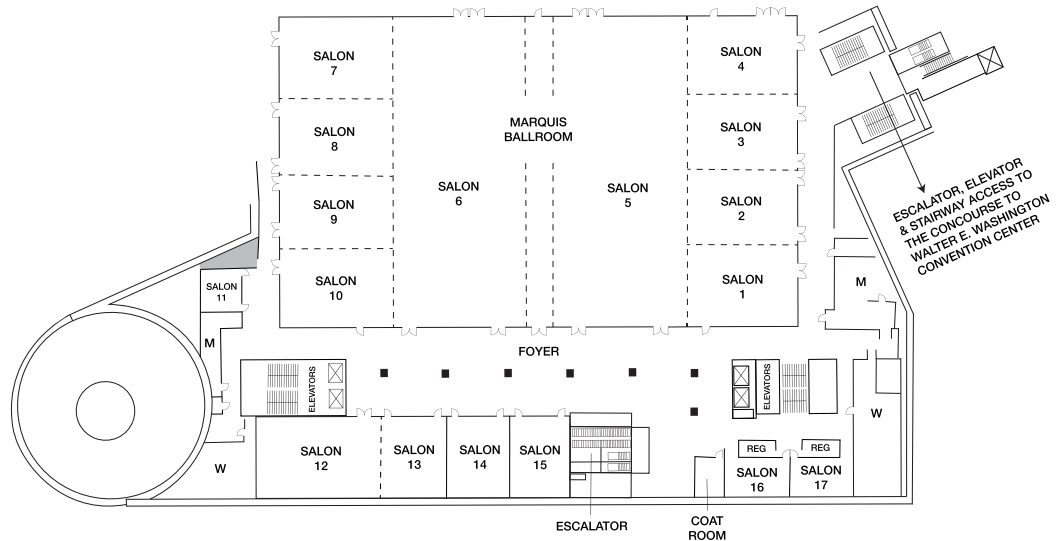 SALON
7
SALON
4
MARQUIS
BALLROOM
SALON
8
SALON
3
SALON
6
SALON
5
SALON
9
SALON
2
ESCALATOR, ELEVATOR
& STAIRWAY ACCESS TO
THE CONCOURSE TO
WALTER E. WASHINGTON
CONVENTION CENTER
SALON
10
SALON
1
SALON
11
M
M
FOYER
ELEVATORS
ELEVATORS
W
W
SALON
12
SALON
13
SALON
14
SALON
15
REG
REG
SALON
16
SALON
17
ESCALATOR
COAT
ROOM